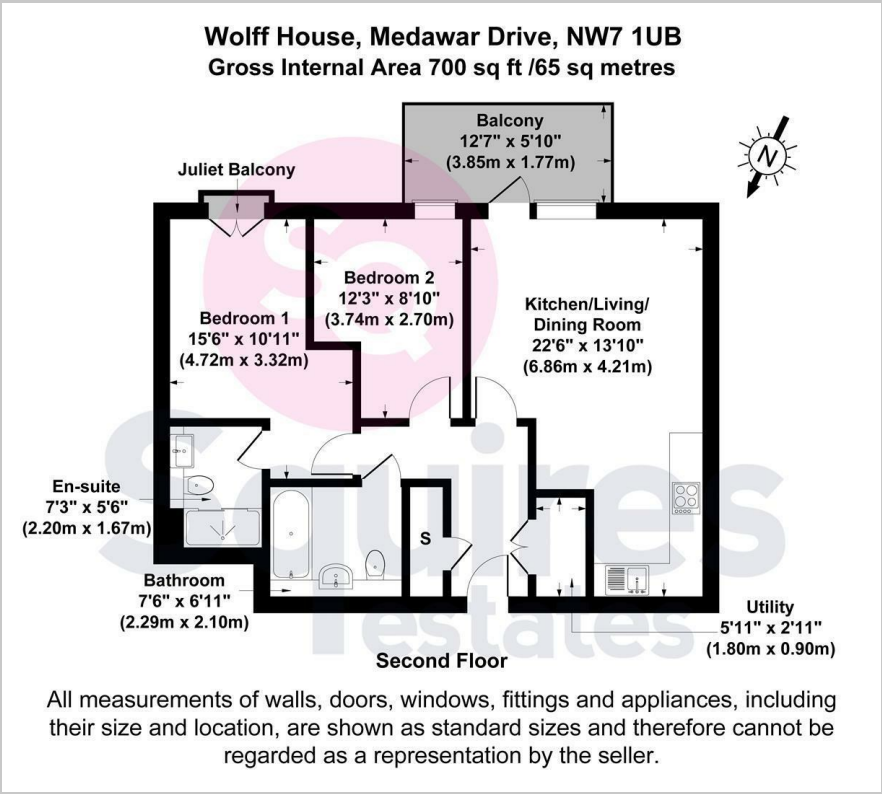 Wolff House, Medawar Drive, NW7 1UB
Gross Internal Area 700 sq ft /65 sq metres
Balcony
12'7" x 5'10"
(3.85m x 1.77m)
N
Juliet Balcony
SQ
Bedroom 2
12'3" x 8'10"
(3.74m x 2.70m)
Bedroom 1
15'6" x 10'11"
(4.72m x 3.32m)
Kitchen/Living/
Dining Room
22'6" x 13'10"
(6.86m x 4.21m)
Squires
estates
En-suite
7'3" x 5'6"
(2.20m x 1.67m)
S
Bathroom
7'6" x 6'11"
(2.29m x 2.10m)
Utility
5'11" x 2'11"
(1.80m x 0.90m)
Second Floor
All measurements of walls, doors, windows, fittings and appliances, including
their size and location, are shown as standard sizes and therefore cannot be
regarded as a representation by the seller.